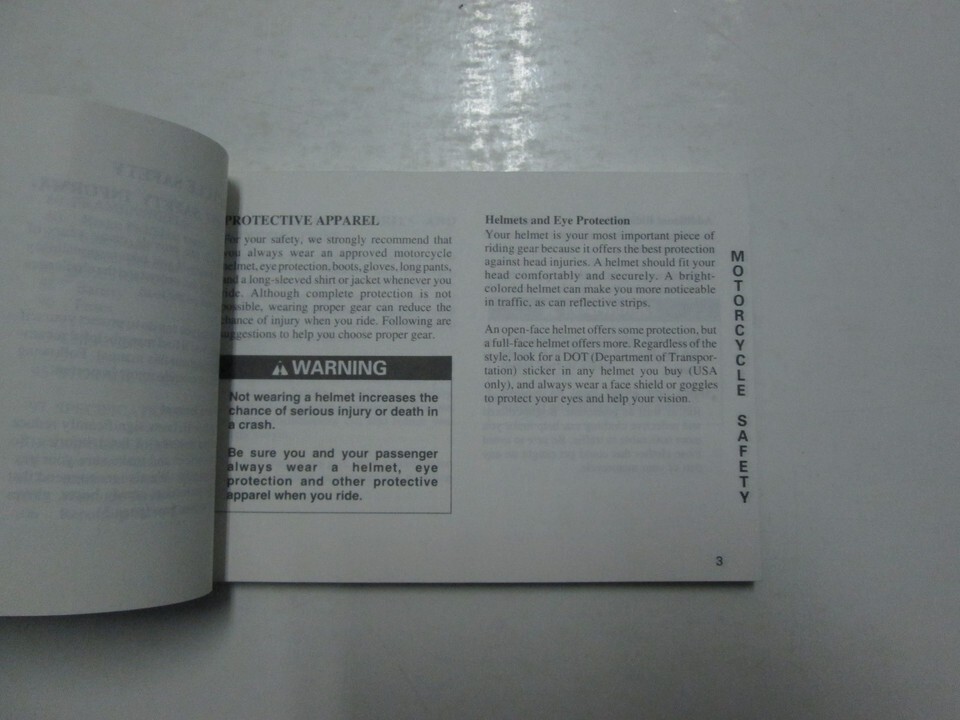 PROTECTIVE APPAREL
For your safety, we strongly recommend that
you always wear an approved motorcycle
helmet, eye protection, boots, gloves, long pants,
and a long-sleeved shirt or jacket whenever you
ride. Although complete protection is not
possible, wearing proper gear can reduce the
chance of injury when you ride. Following are
suggestions to help you choose proper gear.
WARNING
Not wearing a helmet increases the
chance of serious injury or death in
a crash.
Be sure you and your passenger
always wear a helmet, eye
protection and other protective
apparel when you ride.
Helmets and Eye Protection
Your helmet is your most important piece of
riding gear because it offers the best protection
against head injuries. A helmet should fit your
head comfortably and securely. A bright-
colored helmet can make you more noticeable
in traffic, as can reflective strips.
An open-face helmet offers some protection, but
a full-face helmet offers more. Regardless of the
style, look for a DOT (Department of Transpor-
tation) sticker in any helmet you buy (USA
only), and always wear a face shield or goggles
to protect your eyes and help your vision.
MOTORCYCLE SAFETY
3